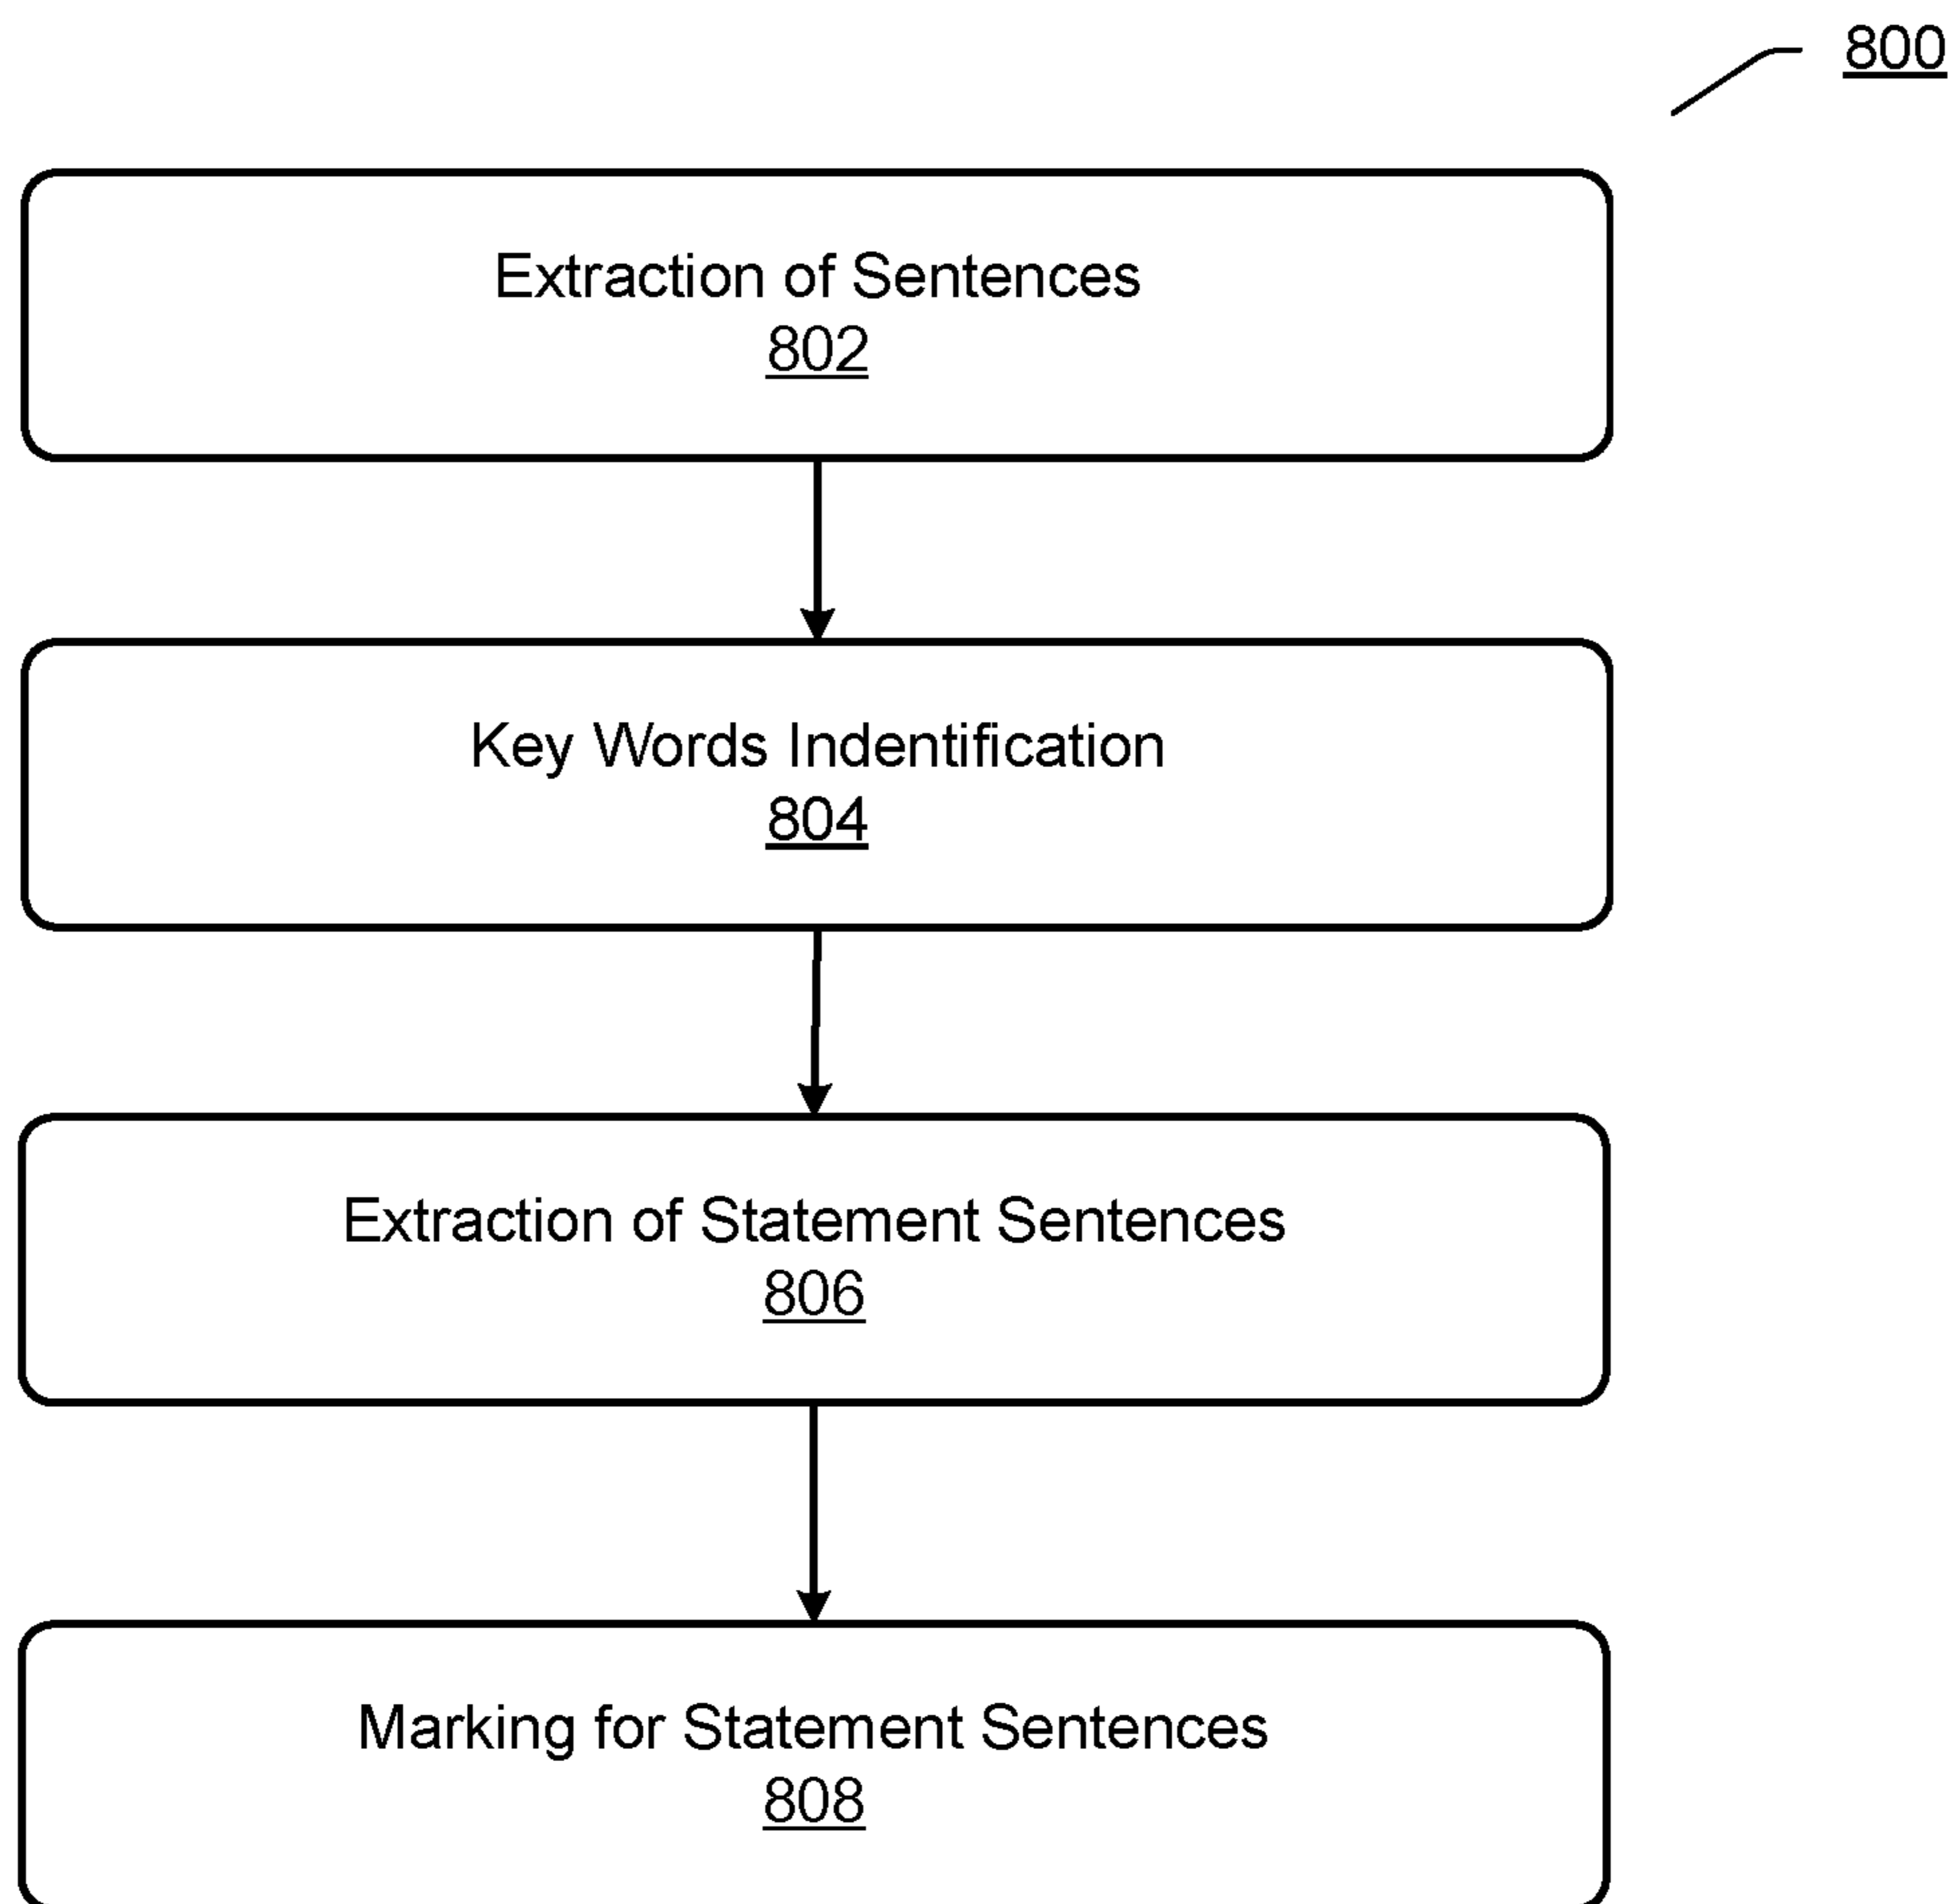 800
Extraction of Sentences
802
Key Words Indentification
804
Extraction of Statement Sentences
806
Marking for Statement Sentences
808